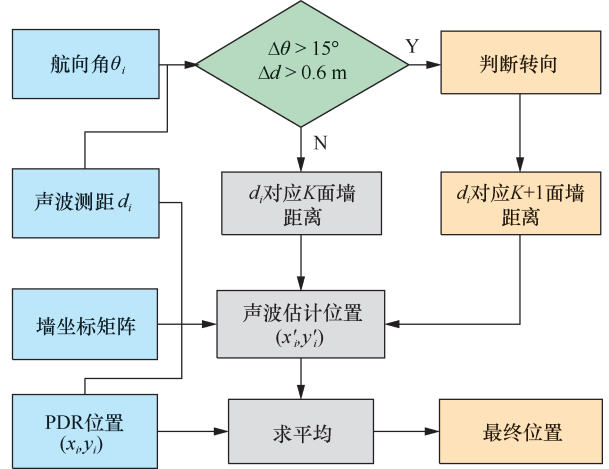 航向角θi
Δθ > 15°
Δd > 0.6 m
Y
判断转向
N
声波测距 di
di对应K面墙
距离
di对应K+1面墙
距离
墙坐标矩阵
声波估计位置
(x′i,y′i)
PDR位置
(xi,yi)
求平均
最终位置